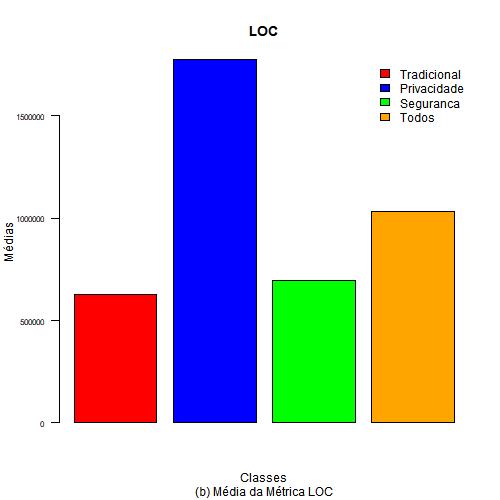 LOC
Tradicional
Privacidade
Seguranca
Todos
1500000
1000000
500000
0
Médias
Classes
(b) Média da Métrica LOC